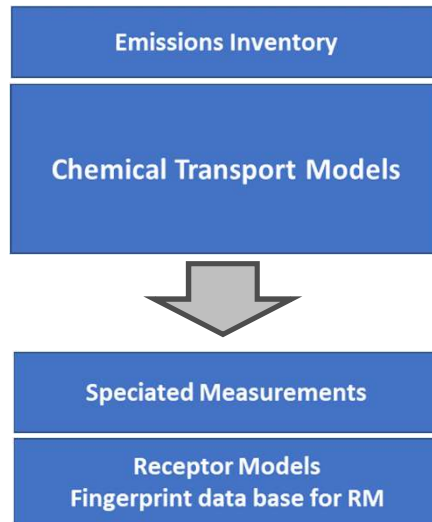 Emissions Inventory
Chemical Transport Models
Speciated Measurements
Receptor Models
Fingerprint data base for RM